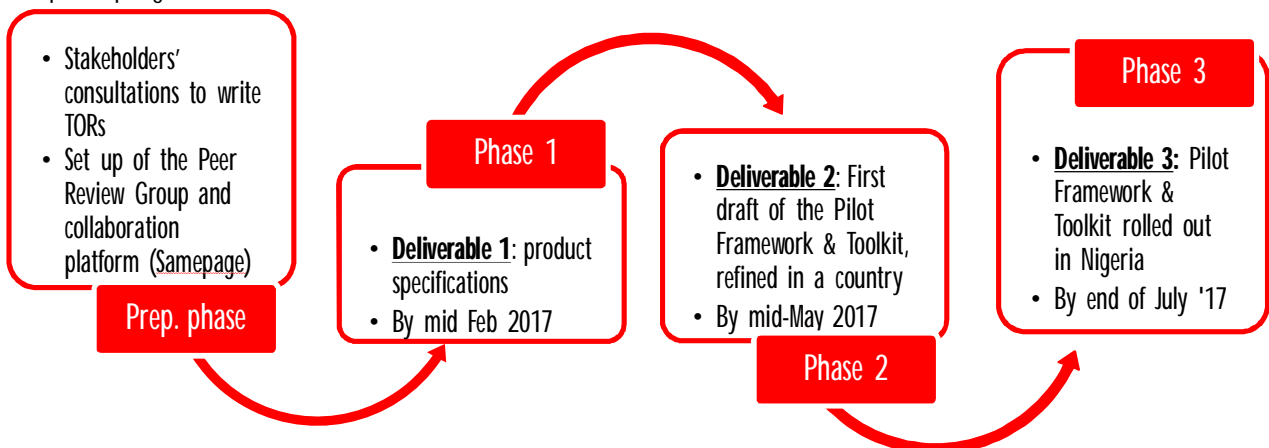 • Stakeholders'
consultations to write
TORs
• Set up of the Peer
Review Group and
collaboration
platform (Samepage)
Prep. phase
Phase 1
• Deliverable 1: product
specifications
• By mid Feb 2017
• Deliverable 2: First
draft of the Pilot
Framework & Toolkit,
refined in a country
• By mid-May 2017
Phase 2
Phase 3
• Deliverable 3: Pilot
Framework &
Toolkit rolled out
in Nigeria
• By end of July '17